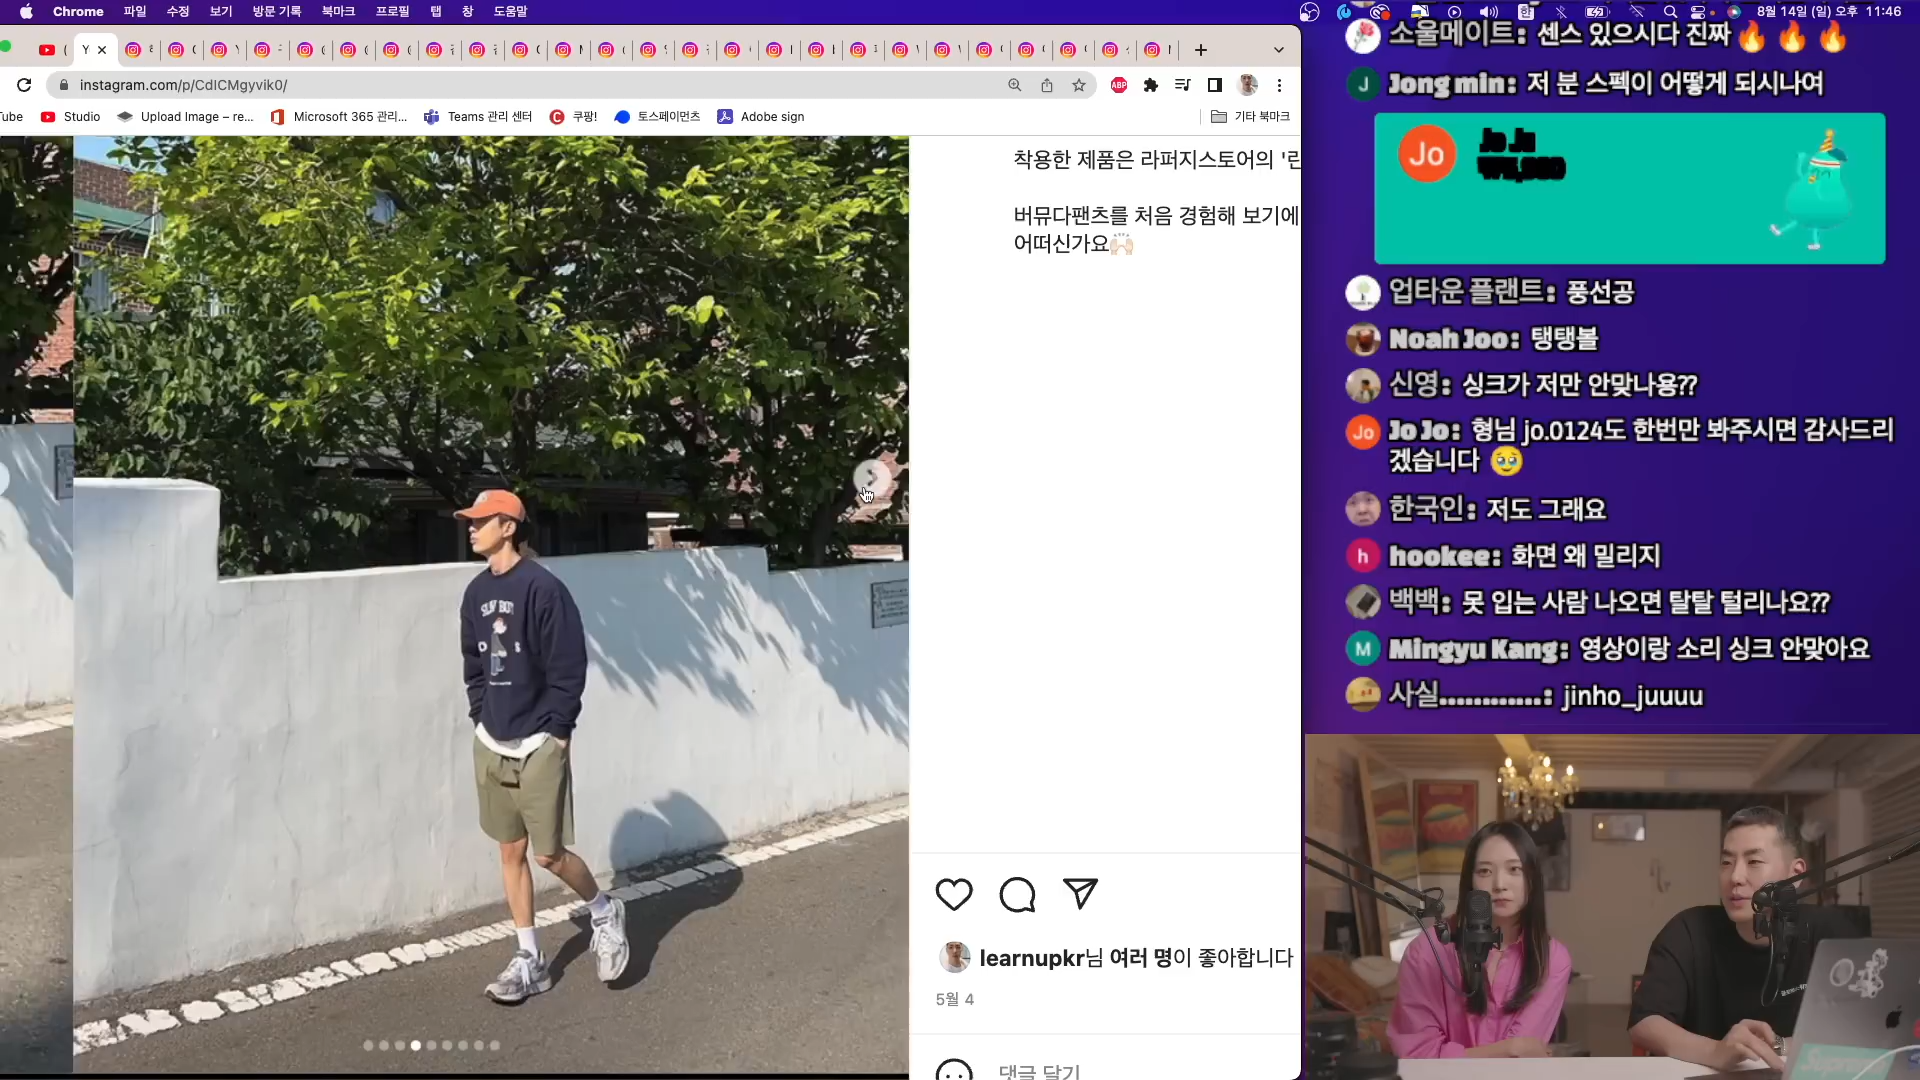 Chrome 파일 수정 보기 방문 기록 북마크 프로필 탭 창 도움말
8월 14일 (일) 오후 11:46
instagram.com/p/CdlCMgyvik0/
ABP
Tube Studio Upload Image – re... Microsoft 365 관리... Teams 관리 센터 쿠팡! 토스페이먼츠 Adobe sign 기타 북마크
착용한 제품은 라퍼지스토어의 '린
버뮤다팬츠를 처음 경험해 보기에
어떠신가요🙌🏻
learnupkr님 여러 명이 좋아합니다
5월 4
댓글 달기
소울메이트: 센스 있으시다 진짜🔥🔥🔥
J Jong min: 저 분 스펙이 어떻게 되시나여
Jo Jo Jo
업타운 플랜트: 풍선공
Noah Joo: 탱탱볼
신영: 싱크가 저만 안맞나용??
Jo Jo Jo: 형님 jo.0124도 한번만 봐주시면 감사드리
겠습니다 🥹
한국인: 저도 그래요
h hookee: 화면 왜 밀리지
백백: 못 입는 사람 나오면 탈탈 털리나요??
M Mingyu Kang: 영상이랑 소리 싱크 안맞아요
사실.............: jinho_juuuu
Supreme